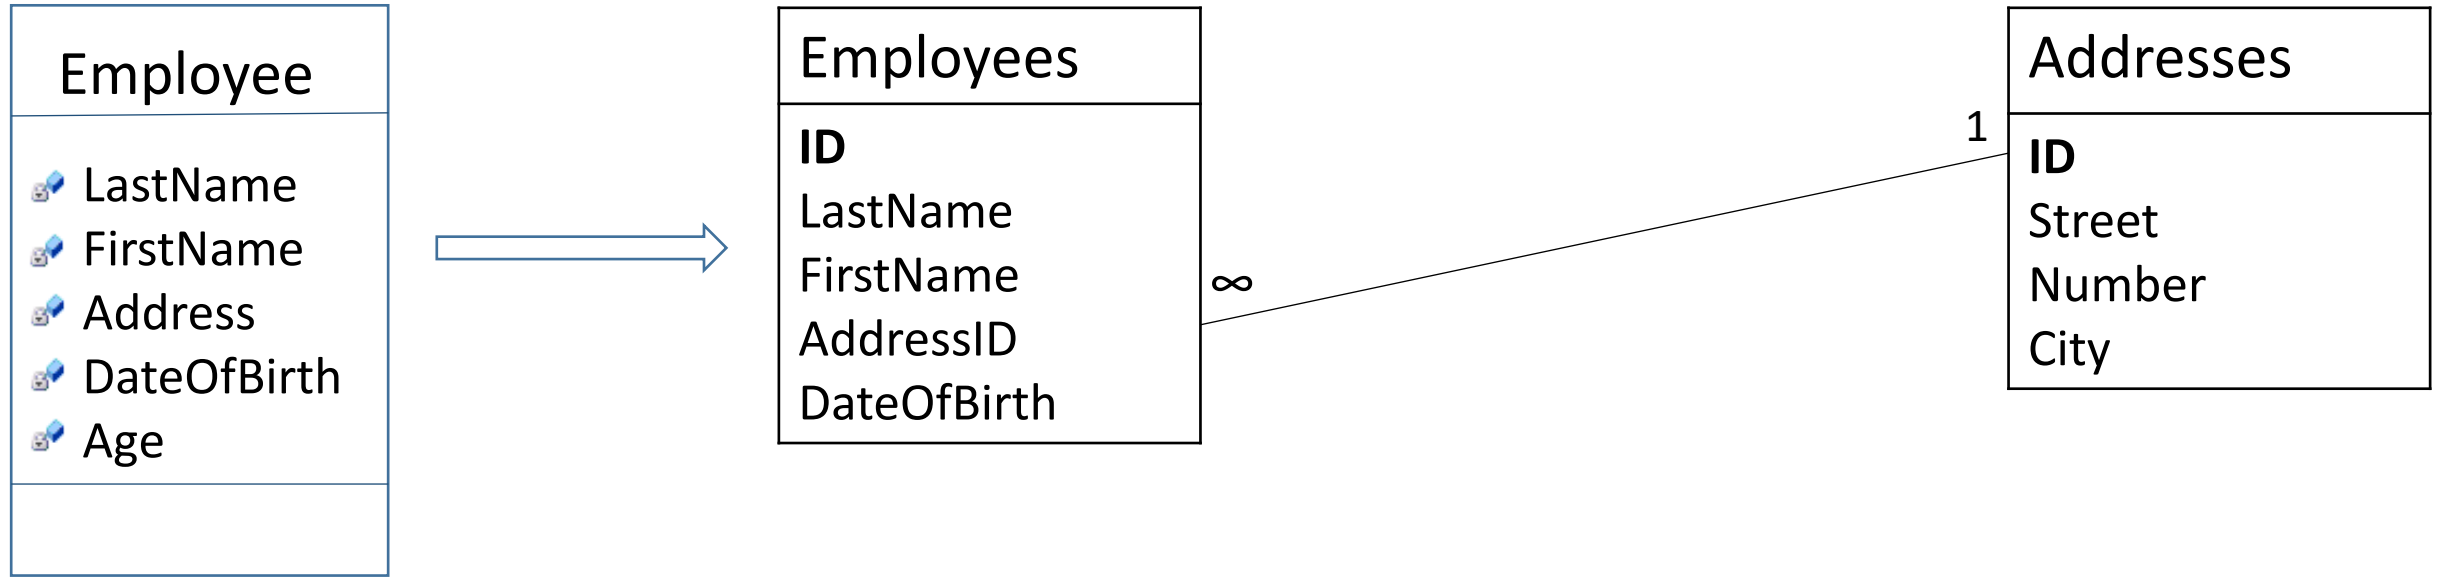 Employee
LastName
FirstName
Address
DateOfBirth
Age
Employees
ID
LastName
FirstName
AddressID
DateOfBirth
∞
1
Addresses
ID
Street
Number
City